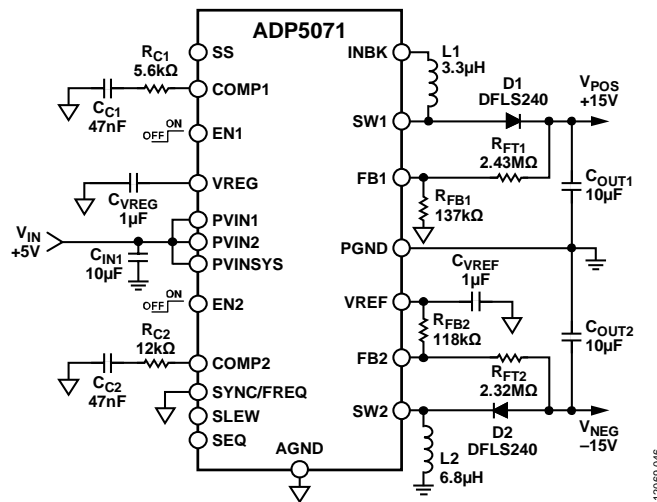 ADP5071
SS
RC1
5.6kΩ
COMP1
CC1
47nF
ON
OFF
EN1
VREG
CVREG
1µF
PVIN1
VIN
+5V
PVIN2
CIN1
10µF
PVINSYS
ON
OFF
EN2
RC2
12kΩ
COMP2
CC2
47nF
SYNC/FREQ
SLEW
SEQ
AGND
INBK
L1
3.3µH
D1
DFLS240
VPOS
+15V
SW1
RFT1
2.43MΩ
FB1
RFB1
137kΩ
COUT1
10µF
PGND
CVREF
1µF
VREF
RFB2
118kΩ
FB2
RFT2
2.32MΩ
COUT2
10µF
SW2
D2
DFLS240
VNEG
–15V
L2
6.8µH
12069-046